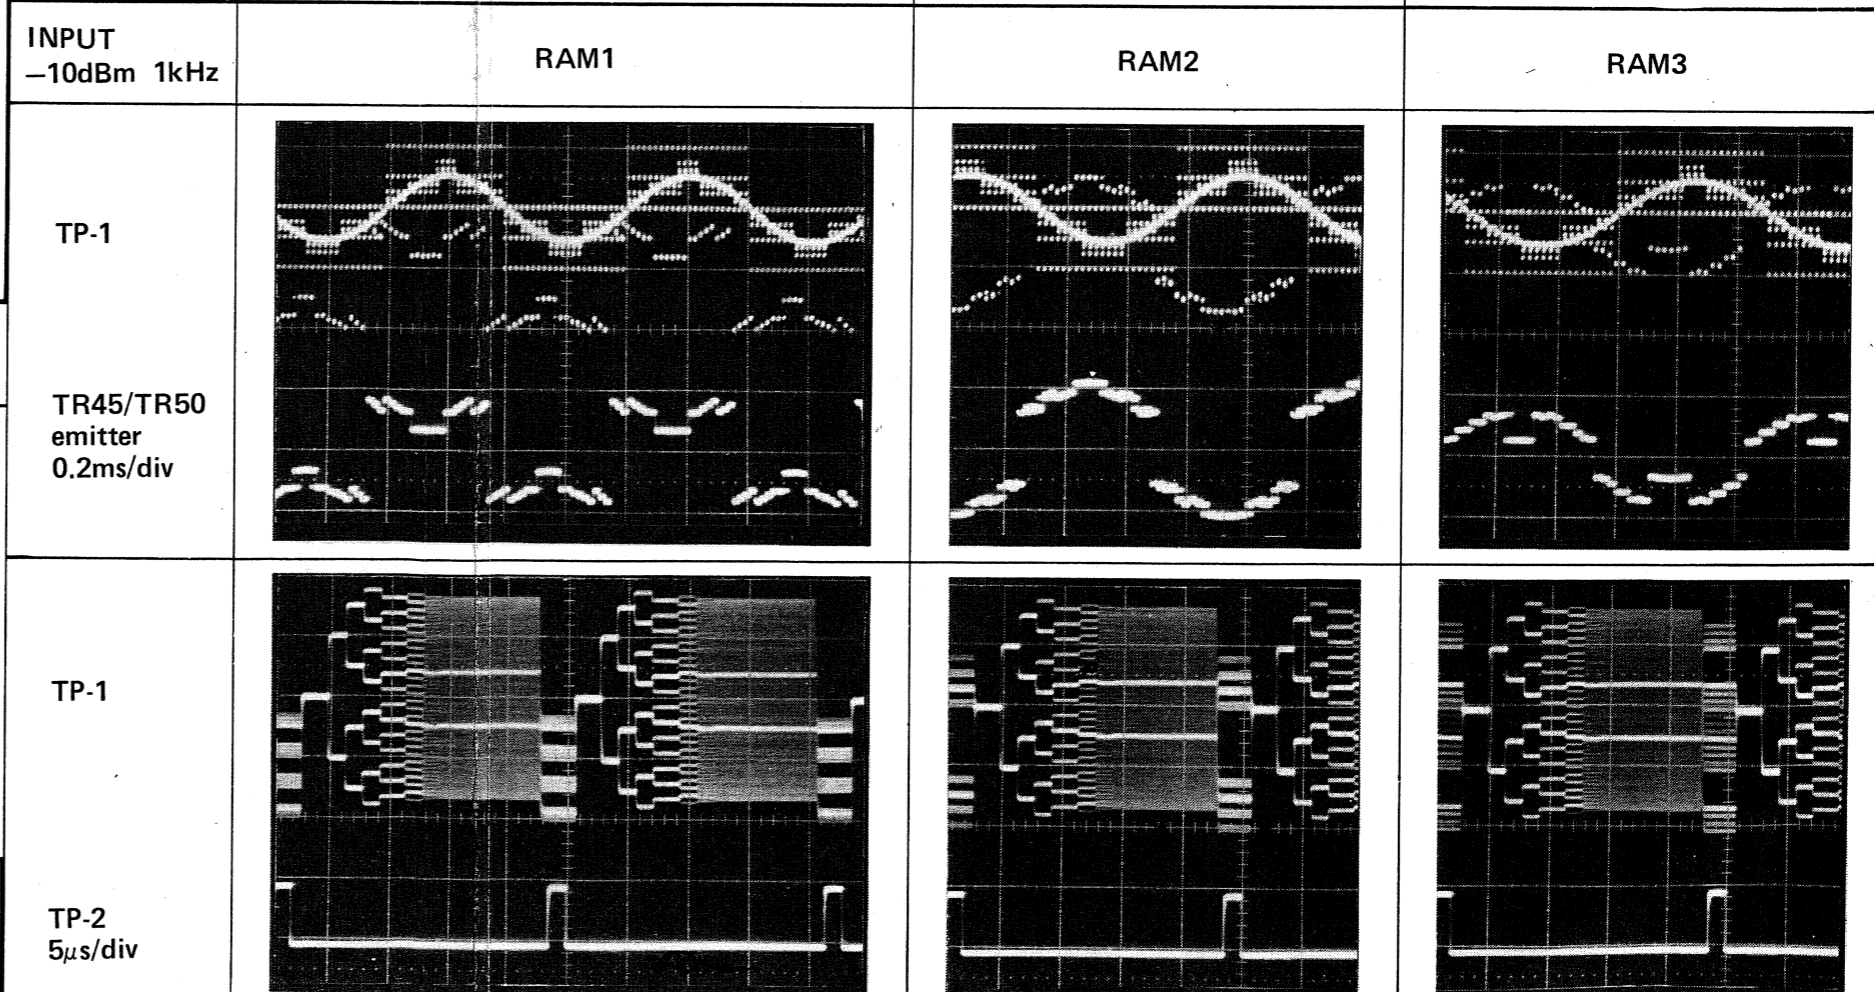 INPUT
—10dBm 1kHz
RAM1
RAM2
RAM3
TP-1
TR45/TR50
emitter
0.2ms/div
TP-1
TP-2
5μs/div